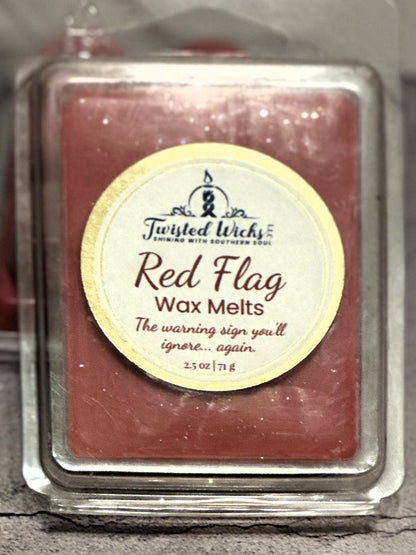 Twisted Wicks LLC
SHINING WITH SOUTHERN SOUL
Red Flag
Wax Melts
The warning sign you'll
ignore... again.
2.5 oz | 71 g